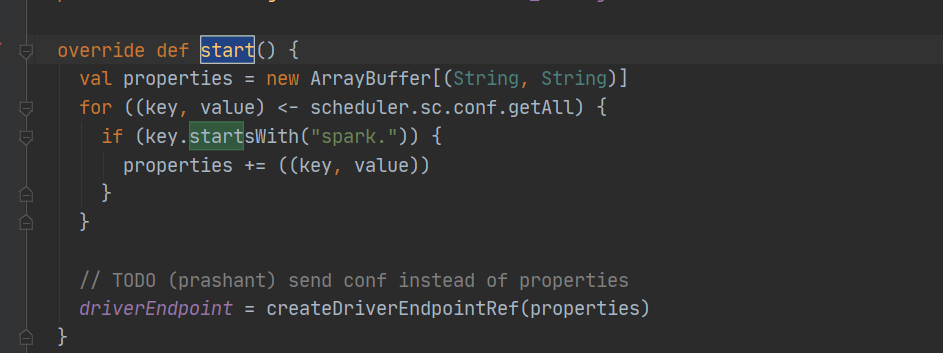 override def start() {
val properties = new ArrayBuffer[(String, String)]
for ((key, value) <- scheduler.sc.conf.getAll) {
if (key.startsWith("spark.")) {
properties += ((key, value))
}
}
// TODO (prashant) send conf instead of properties
driverEndpoint = createDriverEndpointRef(properties)
}